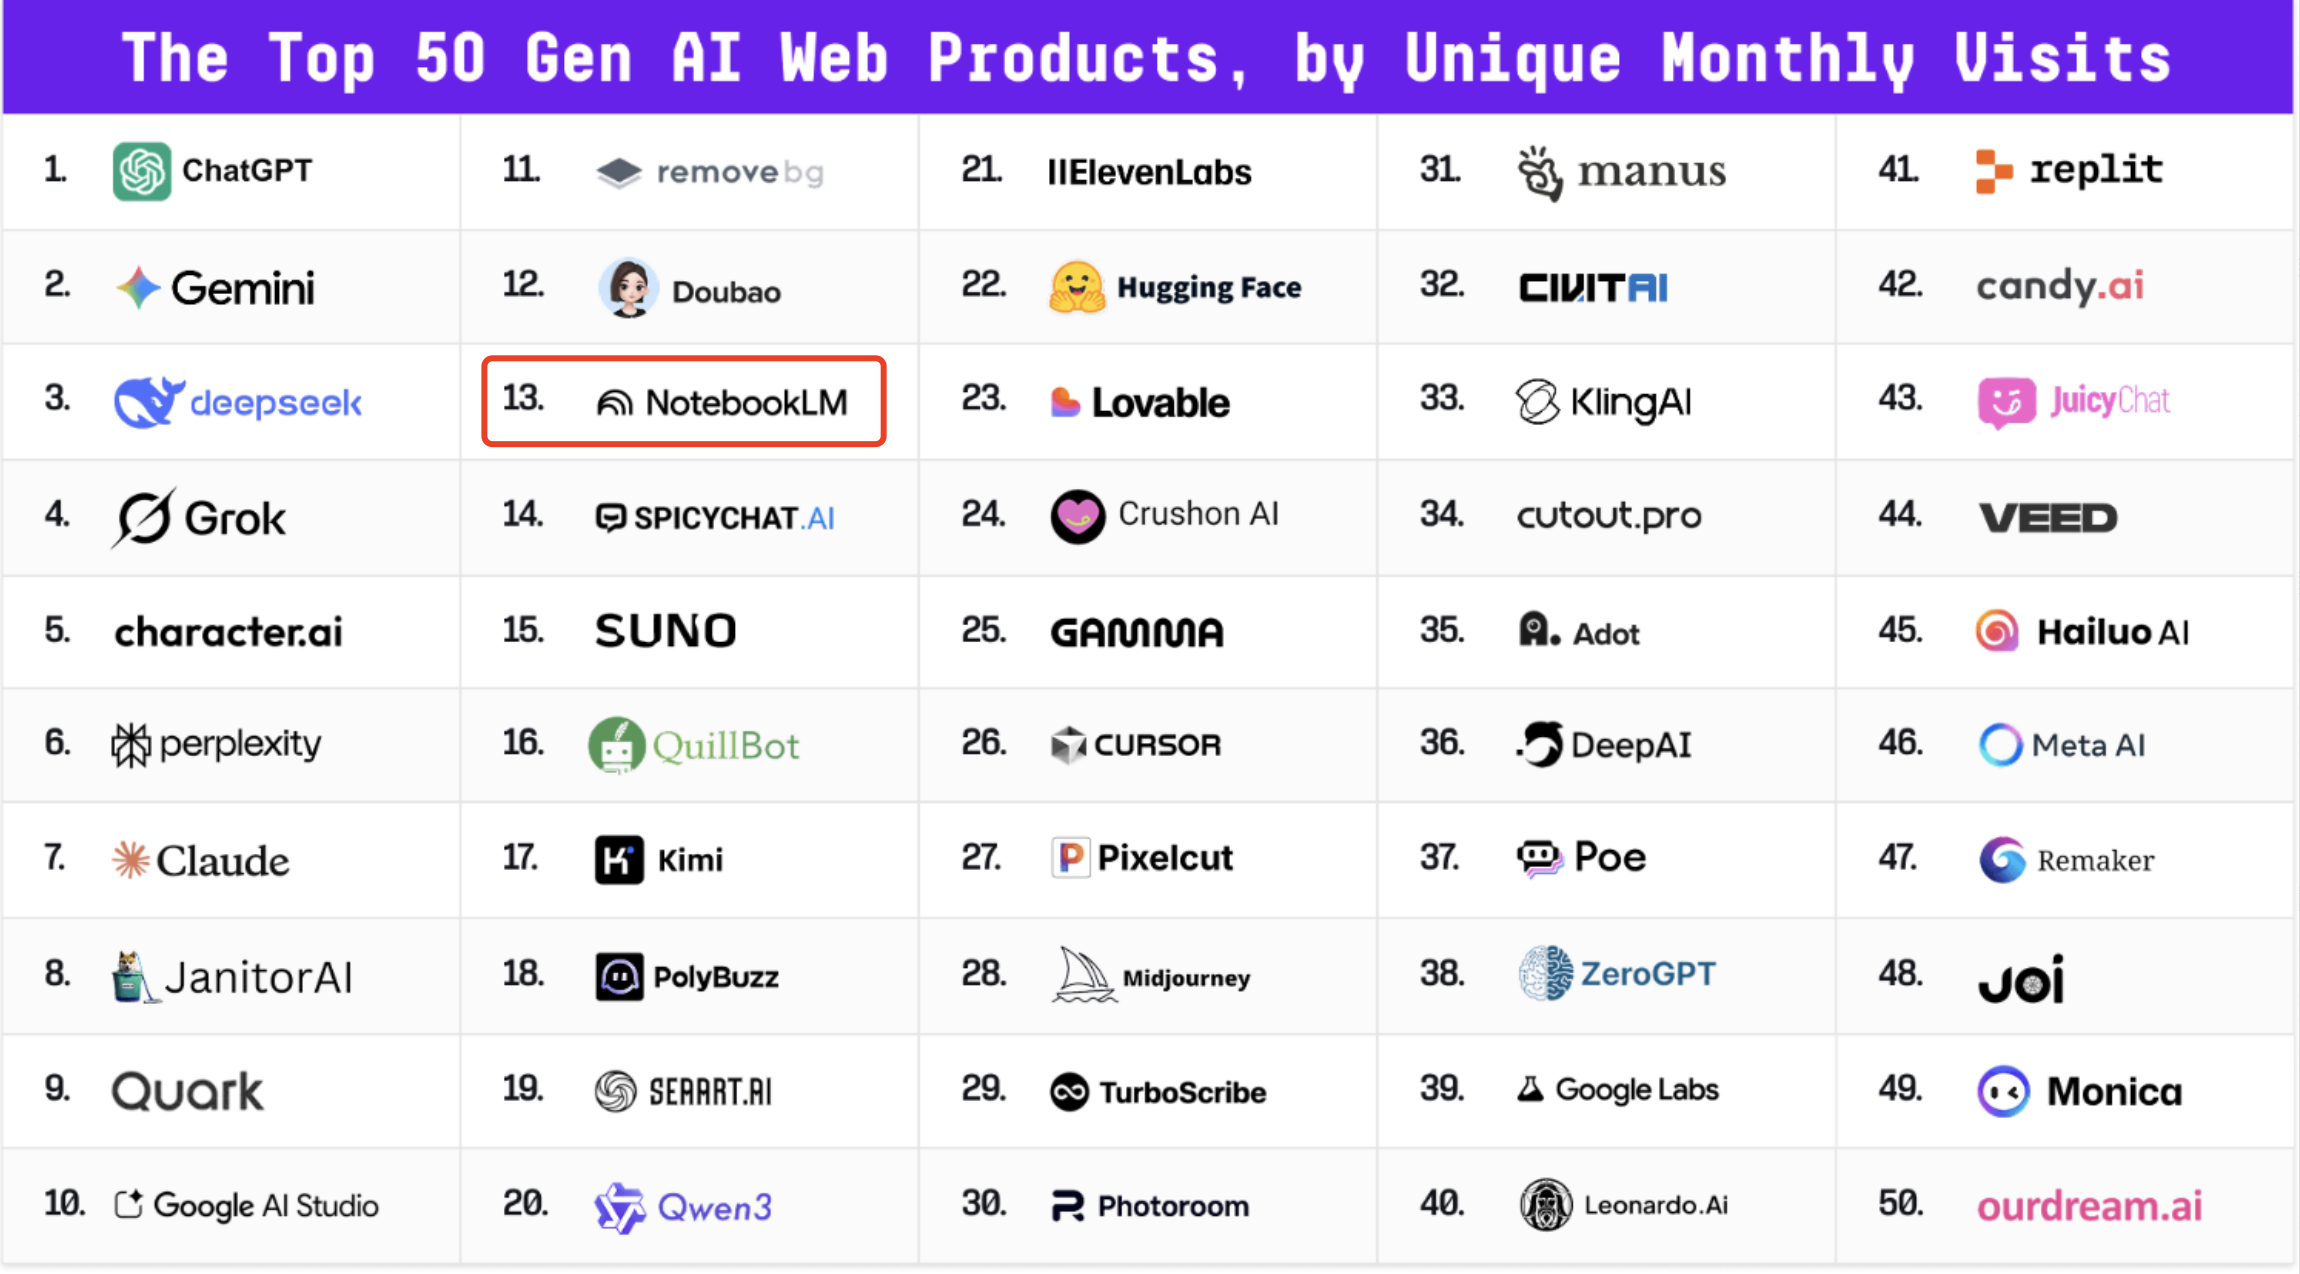 The Top 50 Gen AI Web Products, by Unique Monthly Visits
1. ChatGPT
2. Gemini
3. deepseek
4. Grok
5. character.ai
6. perplexity
7. Claude
8. JanitorAI
9. Quark
10. Google AI Studio
11. removebg
12. Doubao
13. NotebookLM
14. SPICYCHAT.AI
15. SUNO
16. QuillBot
17. Kimi
18. PolyBuzz
19. SEAART.AI
20. Qwen3
21. IIElevenLabs
22. Hugging Face
23. Lovable
24. Crushon AI
25. GAMMA
26. CURSOR
27. Pixelcut
28. Midjourney
29. TurboScribe
30. Photoroom
31. manus
32. CIVITAI
33. KlingAI
34. cutout.pro
35. Adot
36. DeepAI
37. Poe
38. ZeroGPT
39. Google Labs
40. Leonardo.Ai
41. replit
42. candy.ai
43. JuicyChat
44. VEED
45. Hailuo AI
46. Meta AI
47. Remaker
48. JOi
49. Monica
50. ourdream.ai